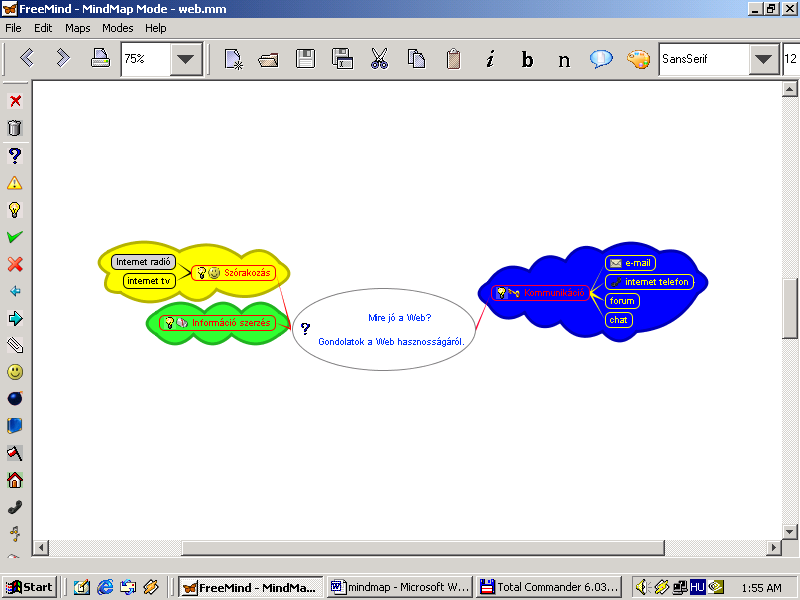 FreeMind - MindMap Mode - web.mm
File Edit Maps Modes Help
75%
i b n
SansSerif
12
Internet radió
internet tv
Szórakozás
Információ szerzés
Mire jó a Web?
Gondolatok a Web hasznosságáról.
Kommunikáció
e-mail
internet telefon
forum
chat
Start
FreeMind - MindMa...
mindmap - Microsoft W...
Total Commander 6.03...
HU
1:55 AM